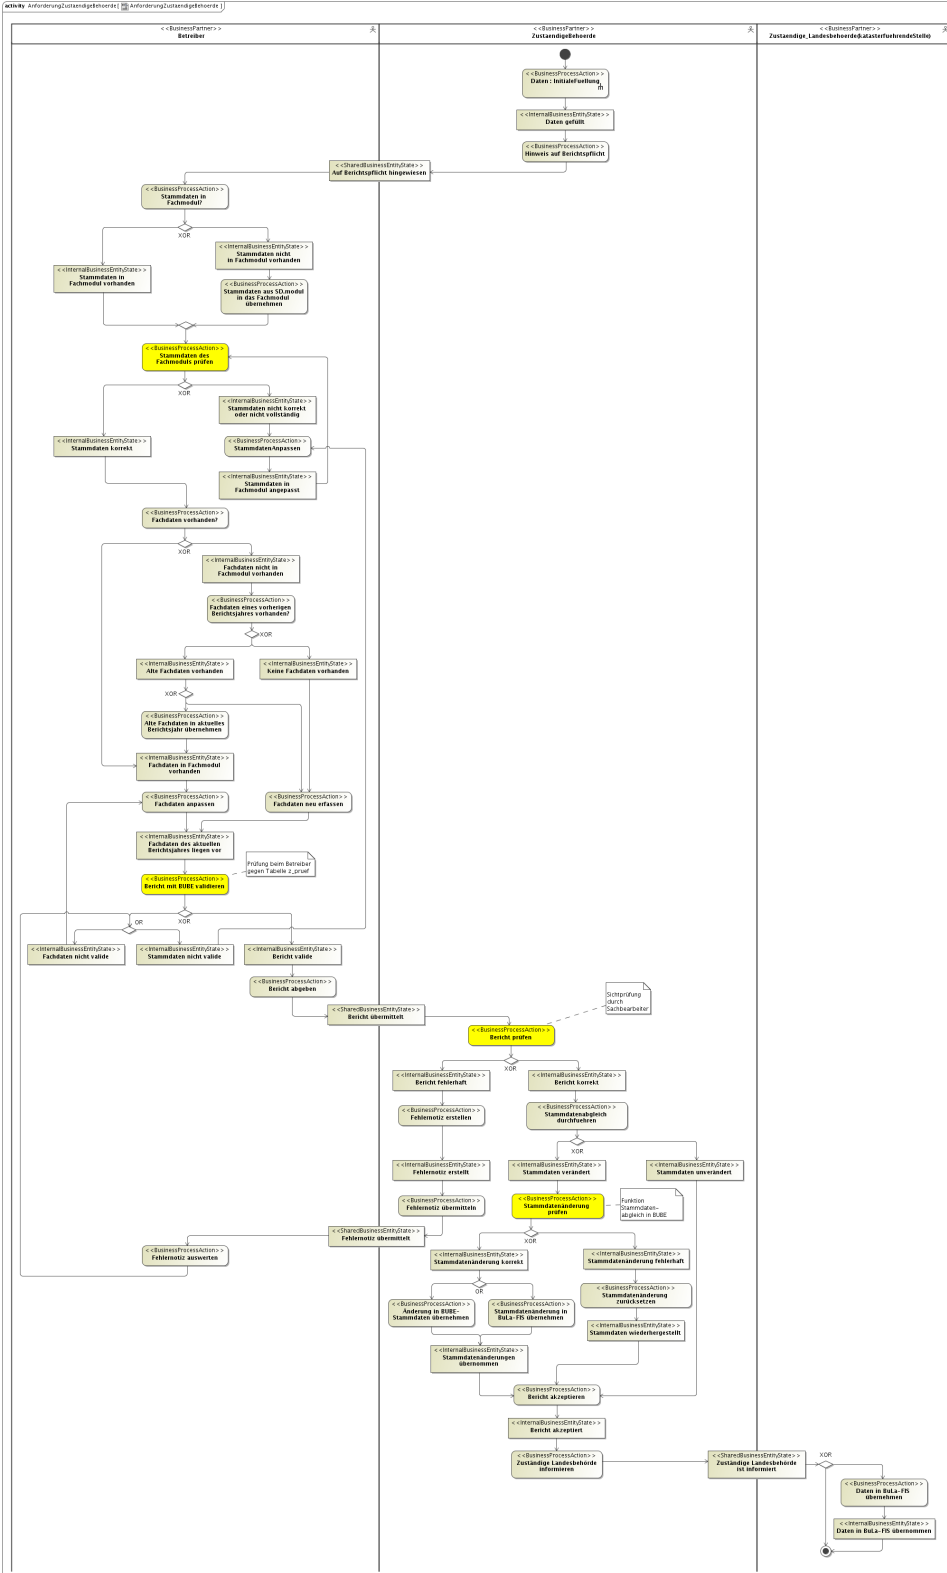 activity AnforderungZustaendigeBehoerde [ AnforderungZustaendigeBehoerde ]
< <BusinessPartner> >
Betreiber
< <BusinessPartner> >
ZustaendigeBehoerde
< <BusinessPartner> >
Zustaendige_Landesbehoerde(katasterfuehrendeStelle)
< <BusinessProcessAction> >
Daten : InitialeFuellung
< <InternalBusinessEntityState> >
Daten gefüllt
< <BusinessProcessAction> >
Hinweis auf Berichtspflicht
< <SharedBusinessEntityState> >
Auf Berichtspflicht hingewiesen
< <BusinessProcessAction> >
Stammdaten in
Fachmodul?
XOR
< <InternalBusinessEntityState> >
Stammdaten nicht
in Fachmodul vorhanden
< <InternalBusinessEntityState> >
Stammdaten in
Fachmodul vorhanden
< <BusinessProcessAction> >
Stammdaten aus SD.modul
in das Fachmodul
übernehmen
< <BusinessProcessAction> >
Stammdaten des
Fachmoduls prüfen
XOR
< <InternalBusinessEntityState> >
Stammdaten nicht korrekt
oder nicht vollständig
< <InternalBusinessEntityState> >
Stammdaten korrekt
< <BusinessProcessAction> >
StammdatenAnpassen
< <InternalBusinessEntityState> >
Stammdaten in
Fachmodul angepasst
< <BusinessProcessAction> >
Fachdaten vorhanden?
XOR
< <InternalBusinessEntityState> >
Fachdaten nicht in
Fachmodul vorhanden
< <BusinessProcessAction> >
Fachdaten eines vorherigen
Berichtsjahres vorhanden?
XOR
< <InternalBusinessEntityState> >
Alte Fachdaten vorhanden
< <InternalBusinessEntityState> >
Keine Fachdaten vorhanden
XOR
< <BusinessProcessAction> >
Alte Fachdaten in aktuelles
Berichtsjahr übernehmen
< <InternalBusinessEntityState> >
Fachdaten in Fachmodul
vorhanden
< <BusinessProcessAction> >
Fachdaten anpassen
< <BusinessProcessAction> >
Fachdaten neu erfassen
< <InternalBusinessEntityState> >
Fachdaten des aktuellen
Berichtsjahres liegen vor
Prüfung beim Betreiber
gegen Tabelle z_pruef
< <BusinessProcessAction> >
Bericht mit BUBE validieren
XOR
OR
< <InternalBusinessEntityState> >
Fachdaten nicht valide
< <InternalBusinessEntityState> >
Stammdaten nicht valide
< <InternalBusinessEntityState> >
Bericht valide
< <BusinessProcessAction> >
Bericht abgeben
< <SharedBusinessEntityState> >
Bericht übermittelt
Sichtprüfung
durch
Sachbearbeiter
< <BusinessProcessAction> >
Bericht prüfen
XOR
< <InternalBusinessEntityState> >
Bericht fehlerhaft
< <InternalBusinessEntityState> >
Bericht korrekt
< <BusinessProcessAction> >
Fehlernotiz erstellen
< <BusinessProcessAction> >
Stammdatenabgleich
durchfuehren
XOR
< <InternalBusinessEntityState> >
Fehlernotiz erstellt
< <InternalBusinessEntityState> >
Stammdaten verändert
< <InternalBusinessEntityState> >
Stammdaten unverändert
< <BusinessProcessAction> >
Fehlernotiz übermitteln
< <BusinessProcessAction> >
Stammdatenänderung
prüfen
Funktion
Stammdaten-
abgleich in BUBE
< <SharedBusinessEntityState> >
Fehlernotiz übermittelt
XOR
< <BusinessProcessAction> >
Fehlernotiz auswerten
< <InternalBusinessEntityState> >
Stammdatenänderung korrekt
< <InternalBusinessEntityState> >
Stammdatenänderung fehlerhaft
OR
< <BusinessProcessAction> >
Stammdatenänderung
zurücksetzen
< <BusinessProcessAction> >
Änderung in BUBE-
Stammdaten übernehmen
< <BusinessProcessAction> >
Stammdatenänderung in
BuLa-FIS übernehmen
< <InternalBusinessEntityState> >
Stammdaten wiederhergestellt
< <InternalBusinessEntityState> >
Stammdatenänderungen
übernommen
< <BusinessProcessAction> >
Bericht akzeptieren
< <InternalBusinessEntityState> >
Bericht akzeptiert
< <BusinessProcessAction> >
Zuständige Landesbehörde
informieren
< <SharedBusinessEntityState> >
Zuständige Landesbehörde
ist informiert
XOR
< <BusinessProcessAction> >
Daten in BuLa-FIS
übernehmen
< <InternalBusinessEntityState> >
Daten in BuLa-FIS übernommen